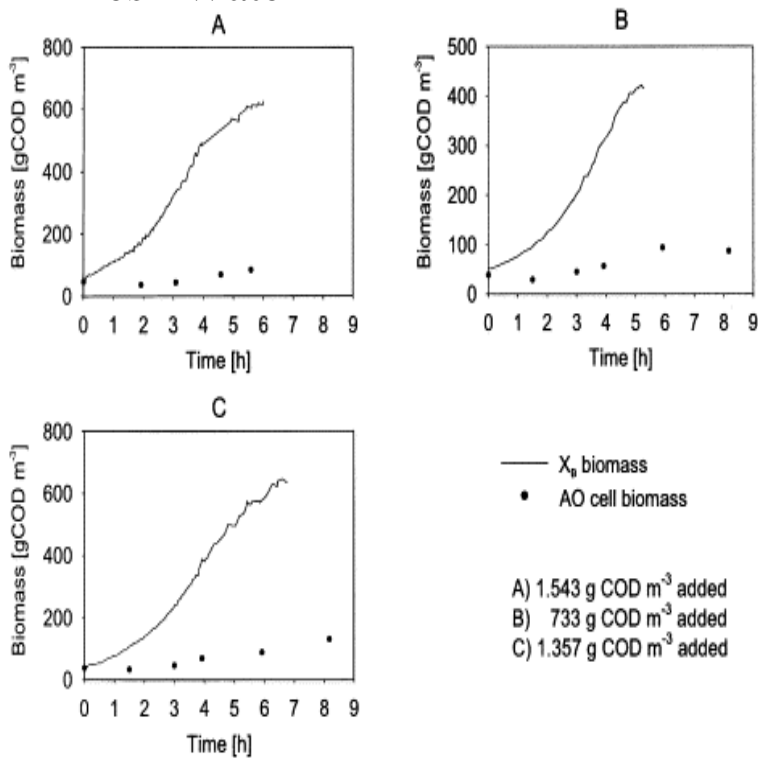 A
Biomass [gCOD m⁻³]
800
600
400
200
0
0 1 2 3 4 5 6 7 8 9
Time [h]
B
Biomass [gCOD m⁻³]
500
400
300
200
100
0
0 1 2 3 4 5 6 7 8 9
Time [h]
C
Biomass [gCOD m⁻³]
800
600
400
200
0
0 1 2 3 4 5 6 7 8 9
Time [h]
X_B biomass
AO cell biomass
A) 1.543 g COD m⁻³ added
B) 733 g COD m⁻³ added
C) 1.357 g COD m⁻³ added